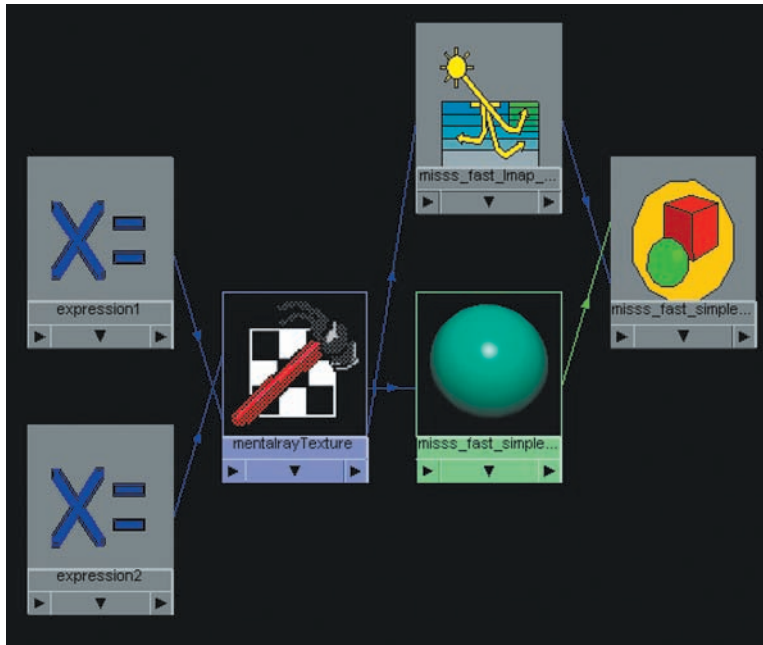 misss_fast_lmap_...
expression1
misss_fast_simple...
mentalrayTexture
misss_fast_simple...
expression2